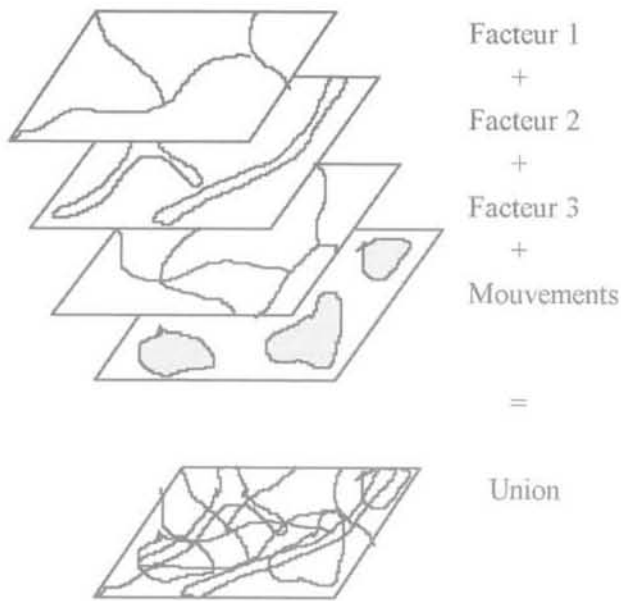 Facteur 1
+
Facteur 2
+
Facteur 3
+
Mouvements
=
Union